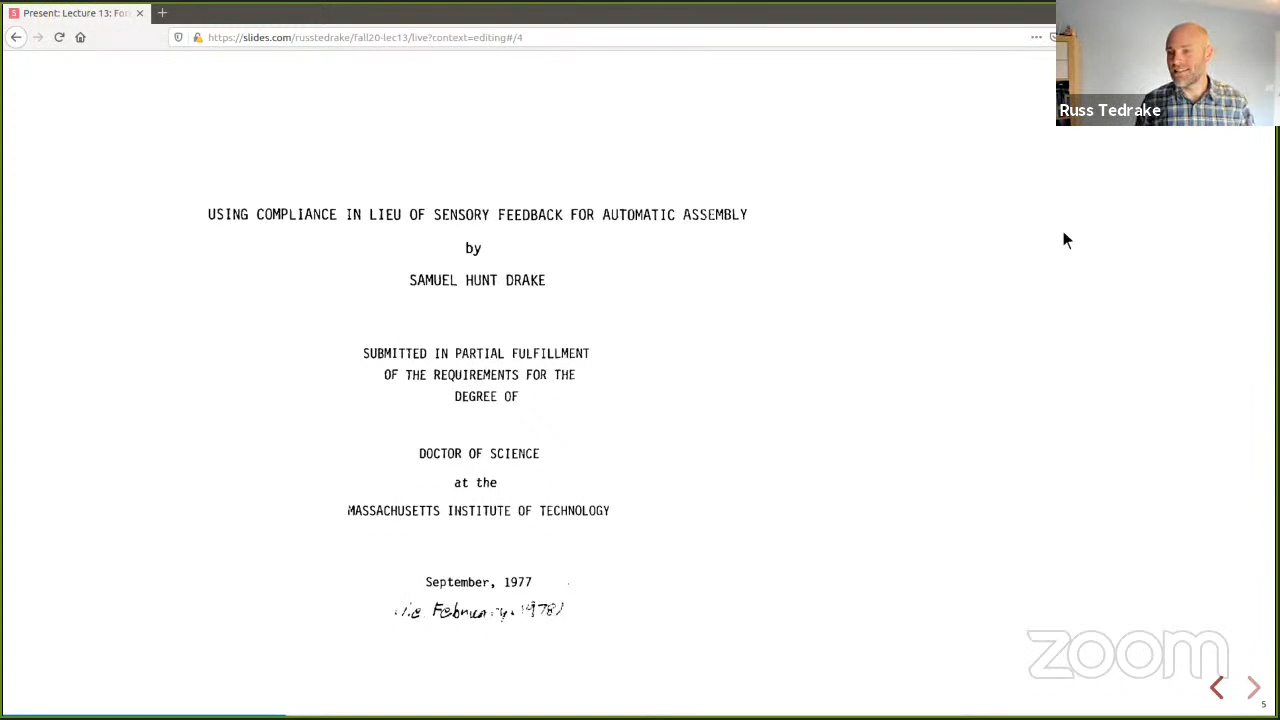 Present: Lecture 13: For
https://slides.com/russtedrake/fall20-lec13/live?context=editing#/4
Russ Tedrake
USING COMPLIANCE IN LIEU OF SENSORY FEEDBACK FOR AUTOMATIC ASSEMBLY
by
SAMUEL HUNT DRAKE
SUBMITTED IN PARTIAL FULFILLMENT
OF THE REQUIREMENTS FOR THE
DEGREE OF
DOCTOR OF SCIENCE
at the
MASSACHUSETTS INSTITUTE OF TECHNOLOGY
September, 1977
i.e. February, 1978)
zoom
5